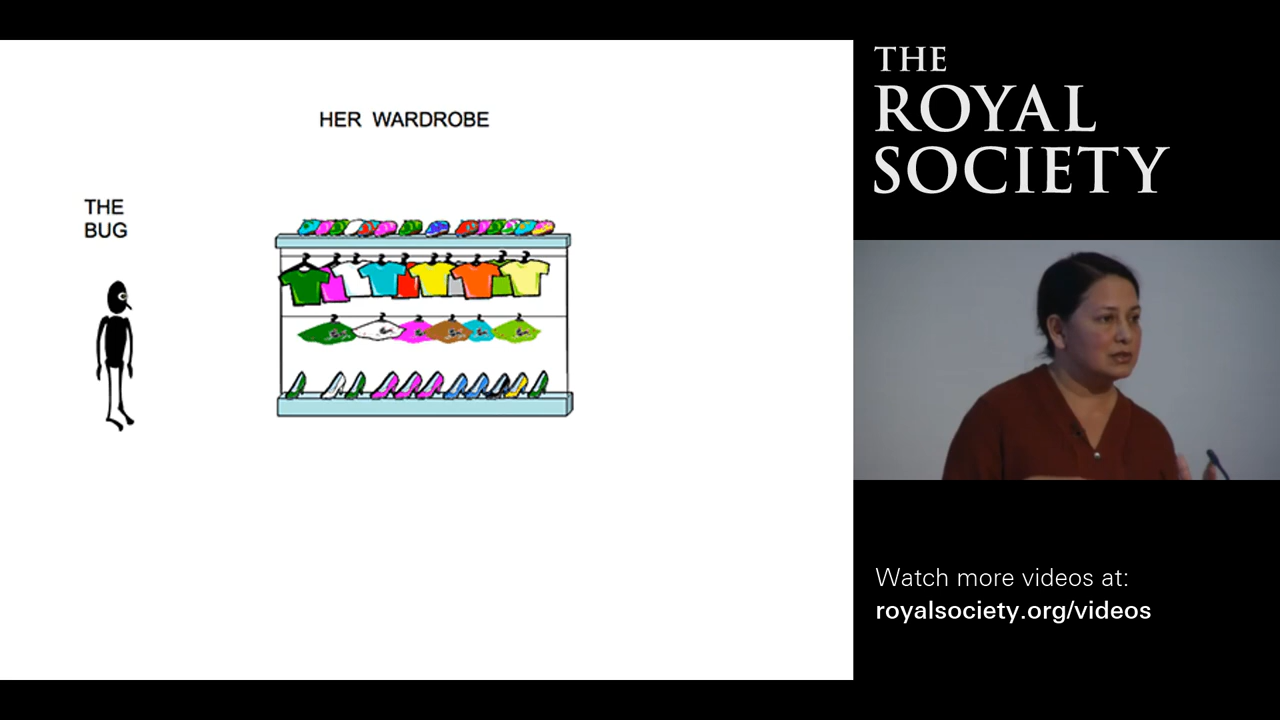 HER WARDROBE
THE
BUG
THE
ROYAL
SOCIETY
Watch more videos at:
royalsociety.org/videos